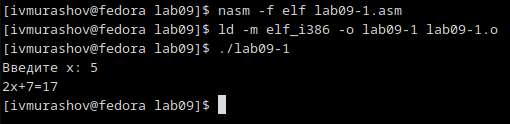 [ivmurashov@fedora lab09]$ nasm -f elf lab09-1.asm
[ivmurashov@fedora lab09]$ ld -m elf_i386 -o lab09-1 lab09-1.o
[ivmurashov@fedora lab09]$ ./lab09-1
Введите x: 5
2x+7=17
[ivmurashov@fedora lab09]$